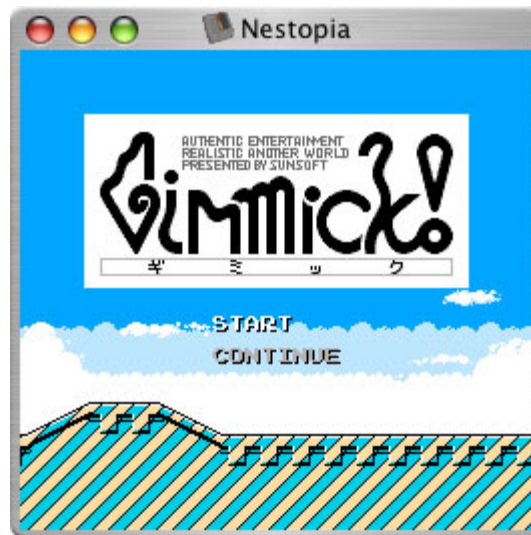 Nestopia
AUTHENTIC ENTERTAINMENT
REALISTIC ANOTHER WORLD
PRESENTED BY SUNSOFT
Gimmick!
ギミック
START
CONTINUE